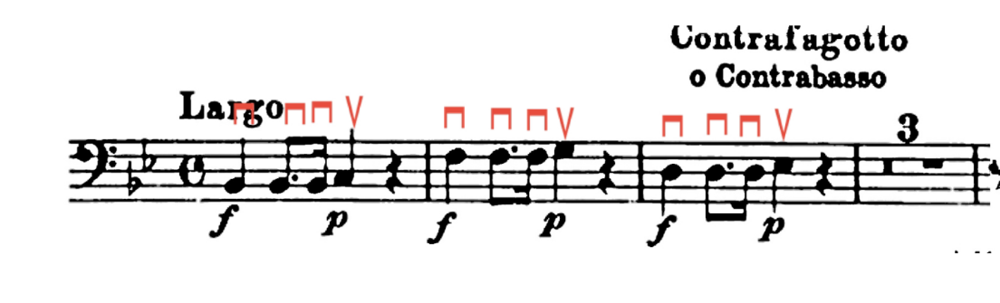 Contrafagotto
o Contrabasso
Largo
3
f p f p f p